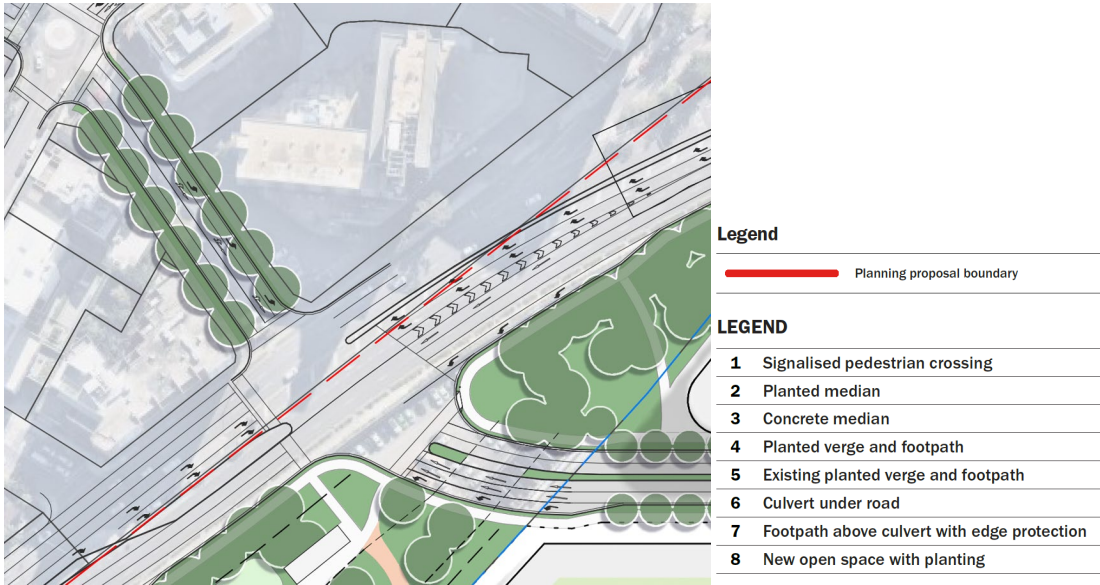 Legend
Planning proposal boundary
LEGEND
1 Signalised pedestrian crossing
2 Planted median
3 Concrete median
4 Planted verge and footpath
5 Existing planted verge and footpath
6 Culvert under road
7 Footpath above culvert with edge protection
8 New open space with planting